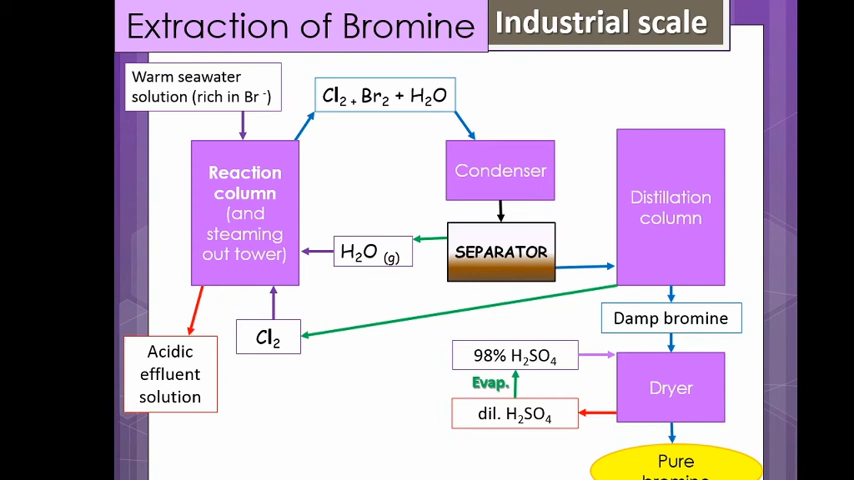 Extraction of Bromine
Industrial scale
Warm seawater
solution (rich in Br⁻)
Cl₂ + Br₂ + H₂O
Reaction
column
(and
steaming
out tower)
Condenser
Distillation
column
H₂O (g)
SEPARATOR
Cl₂
Damp bromine
Acidic
effluent
solution
98% H₂SO₄
Evap.
Dryer
dil. H₂SO₄
Pure
bromine